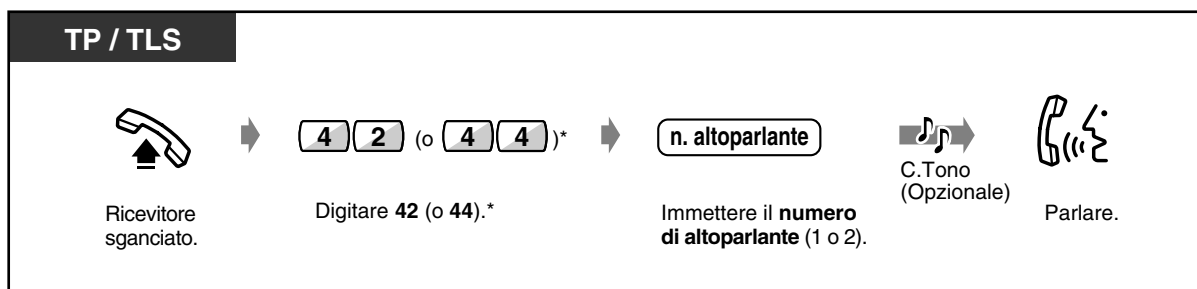 TP / TLS
4 2 (o 4 4 )*
n. altoparlante
C.Tono
(Opzionale)
Ricevitore
sganciato.
Digitare 42 (o 44).*
Immettere il numero
di altoparlante (1 o 2).
Parlare.